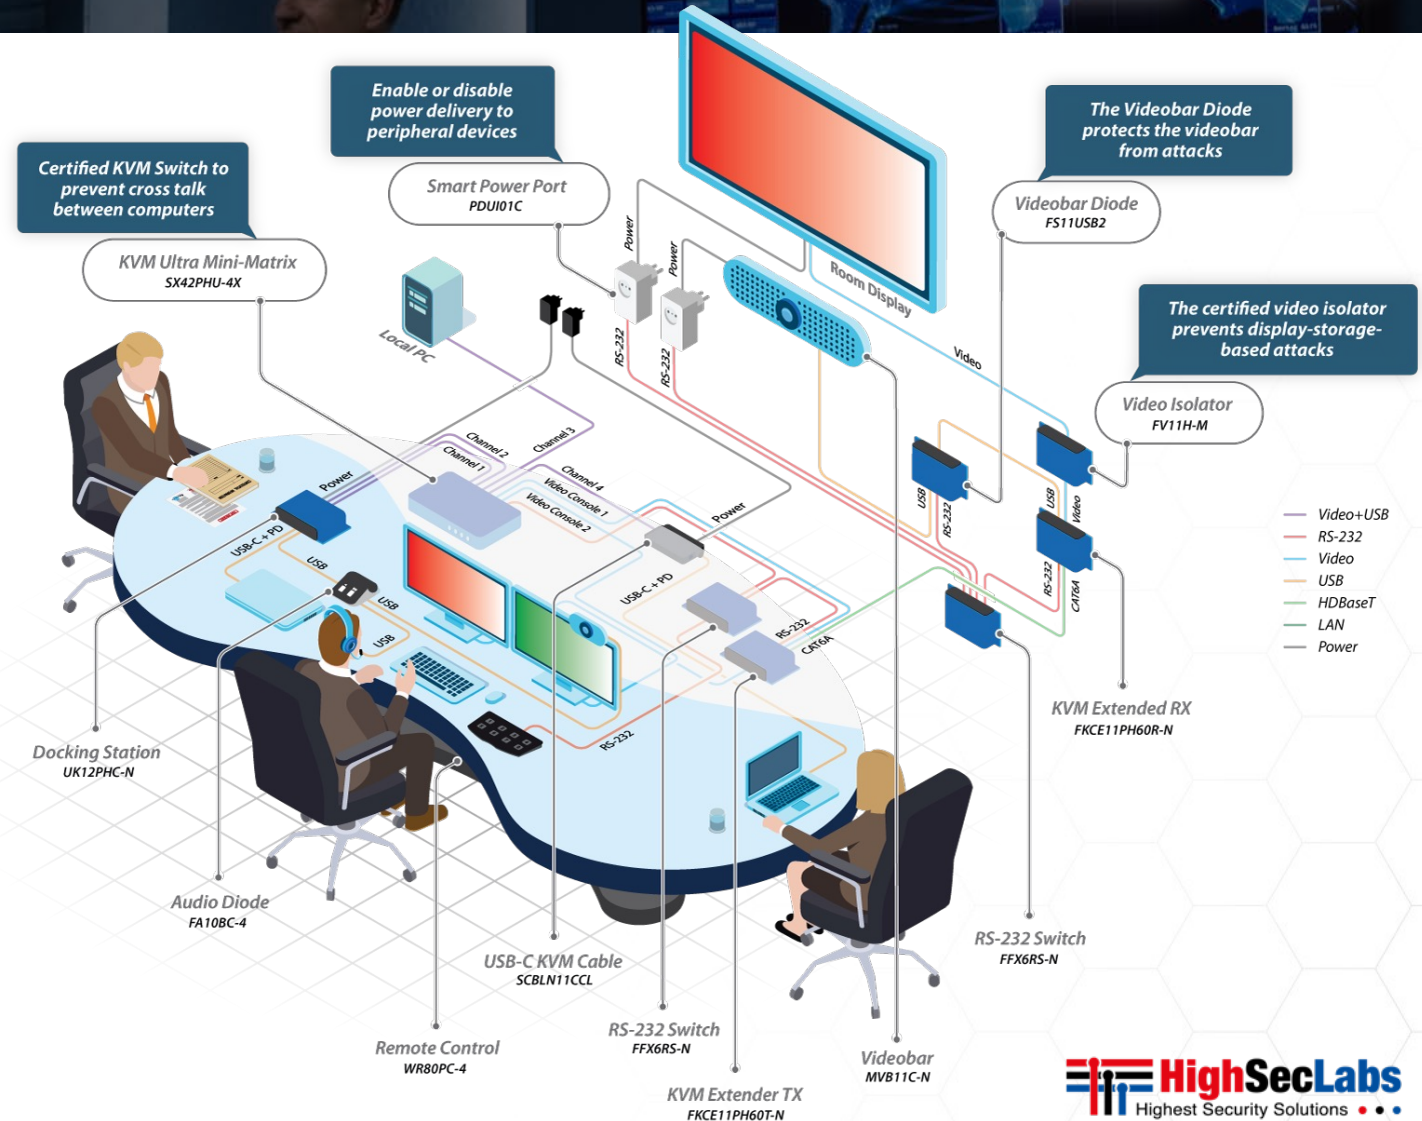 Enable or disable
power delivery to
peripheral devices
The Videobar Diode
protects the videobar
from attacks
Certified KVM Switch to
prevent cross talk
between computers
Smart Power Port
PDUI01C
Videobar Diode
FS11USB2
KVM Ultra Mini-Matrix
SX42PHU-4X
The certified video isolator
prevents display-storage-
based attacks
Local PC
Power
Power
Room Display
RS-232
RS-232
Video
Video Isolator
FV11H-M
Channel 2
Channel 1
Channel 3
Channel 4
Video Console 1
Video Console 2
Power
Power
USB-C + PD
USB
USB
USB
USB-C + PD
RS-232
CAT6A
RS-232
USB
RS-232
USB
Video
RS-232
CAT6A
Video+USB
RS-232
Video
USB
HDBaseT
LAN
Power
KVM Extended RX
FKCE11PH60R-N
Docking Station
UK12PHC-N
Audio Diode
FA10BC-4
USB-C KVM Cable
SCBLN11CCL
RS-232 Switch
FFX6RS-N
Remote Control
WR80PC-4
RS-232 Switch
FFX6RS-N
Videobar
MVB11C-N
KVM Extender TX
FKCE11PH60T-N
HighSecLabs
Highest Security Solutions